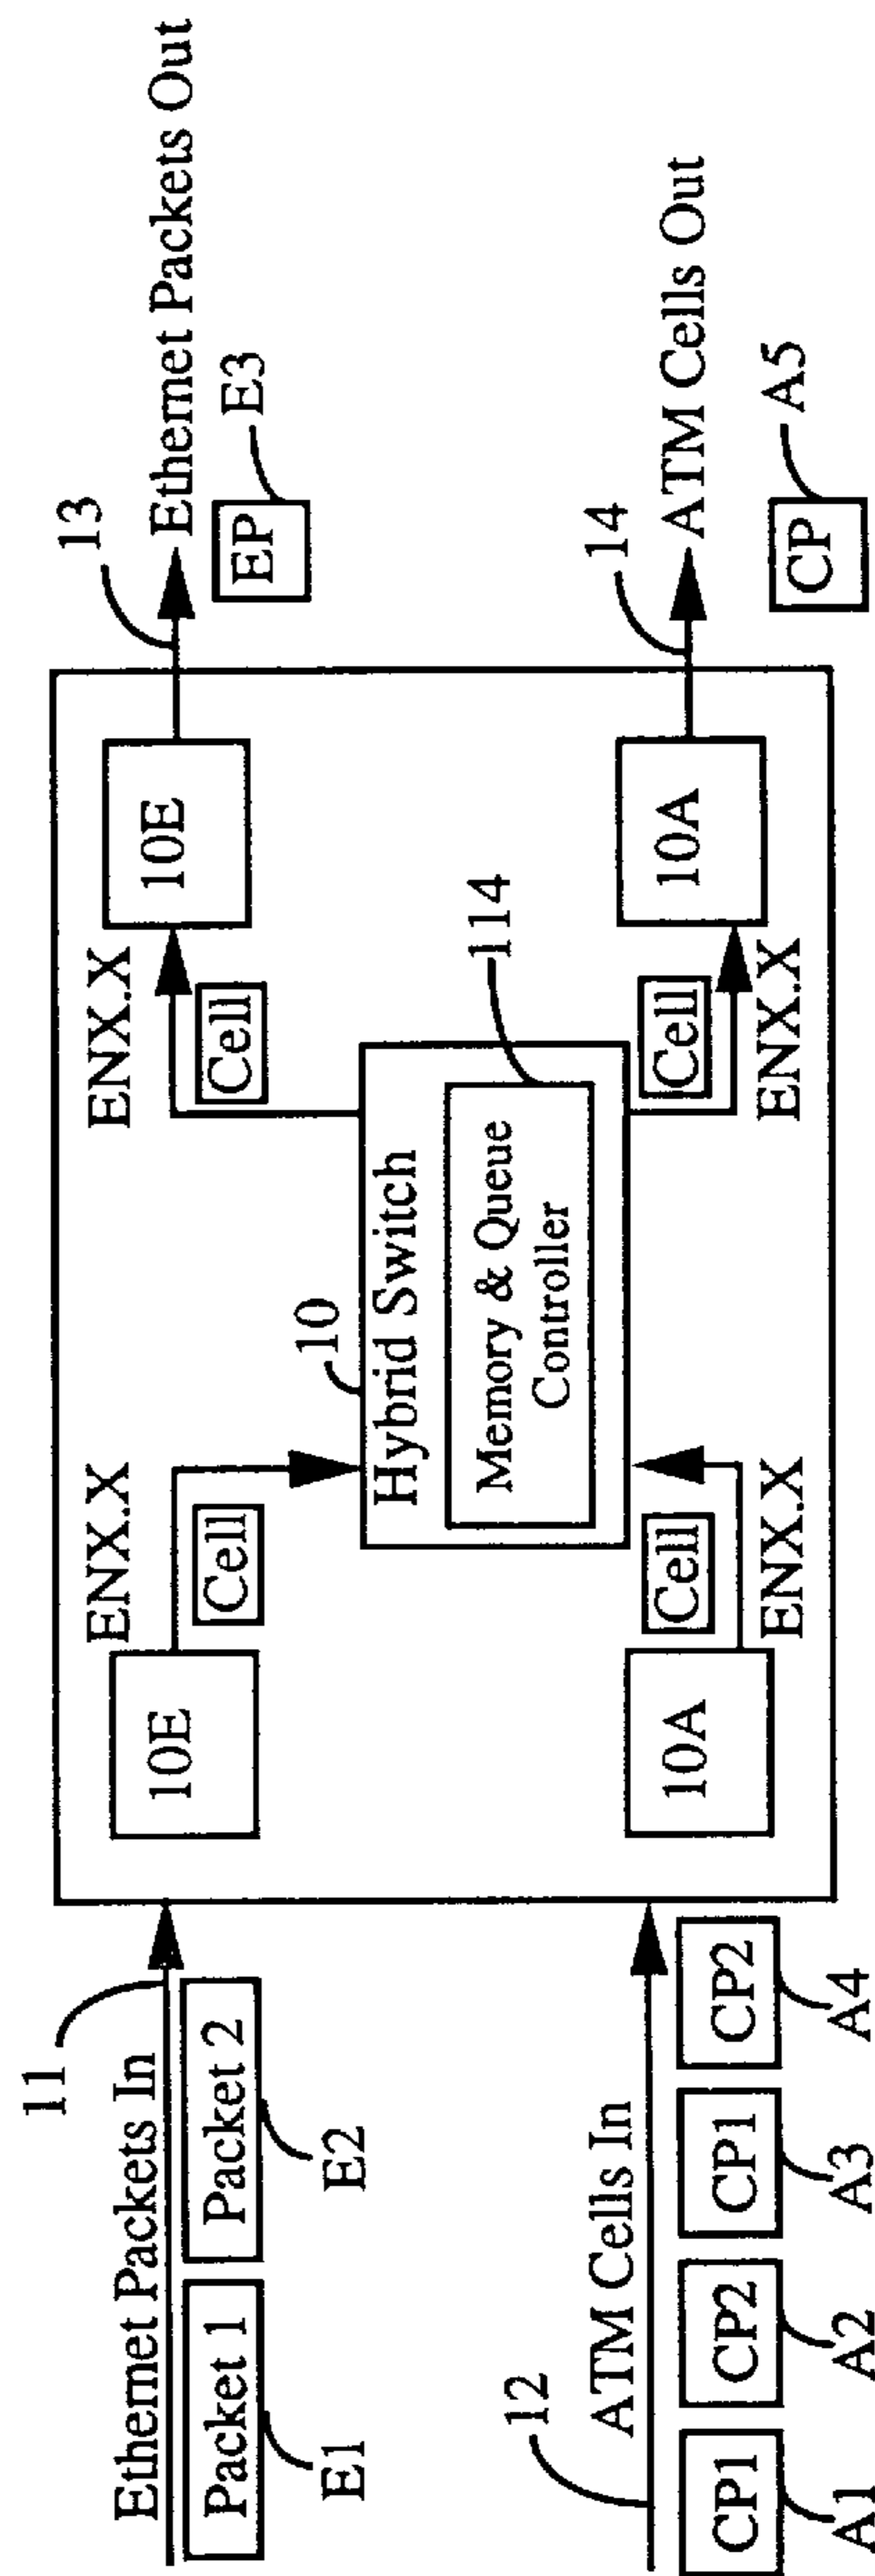 11
Ethernet Packets In
Packet 1
Packet 2
E1
E2
12
ATM Cells In
CP1
CP2
CP1
CP2
A1
A2
A3
A4
10E
ENX.X
Cell
10A
Cell
ENX.X
10
Hybrid Switch
Memory & Queue
Controller
114
ENX.X
Cell
10E
Cell
ENX.X
10A
13
Ethernet Packets Out
EP
E3
14
ATM Cells Out
CP
A5